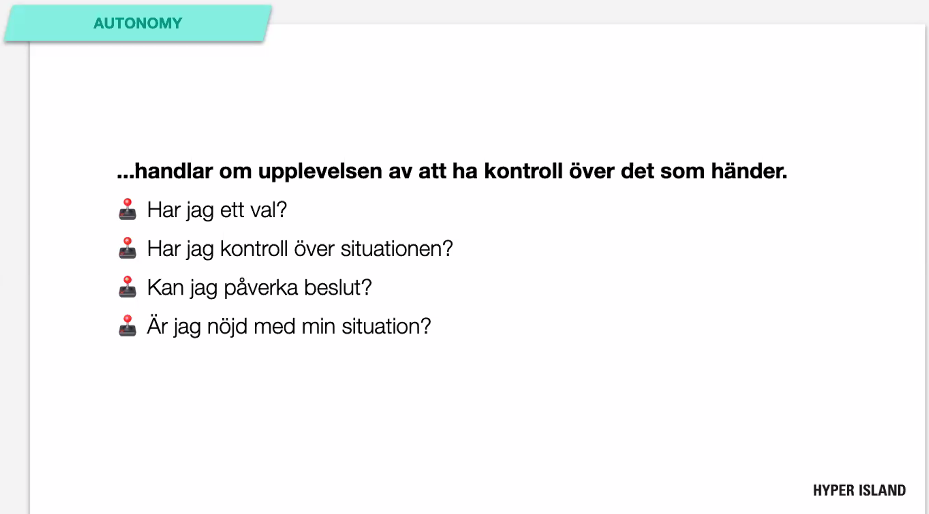 AUTONOMY
...handlar om upplevelsen av att ha kontroll över det som händer.
Har jag ett val?
Har jag kontroll över situationen?
Kan jag påverka beslut?
Är jag nöjd med min situation?
HYPER ISLAND